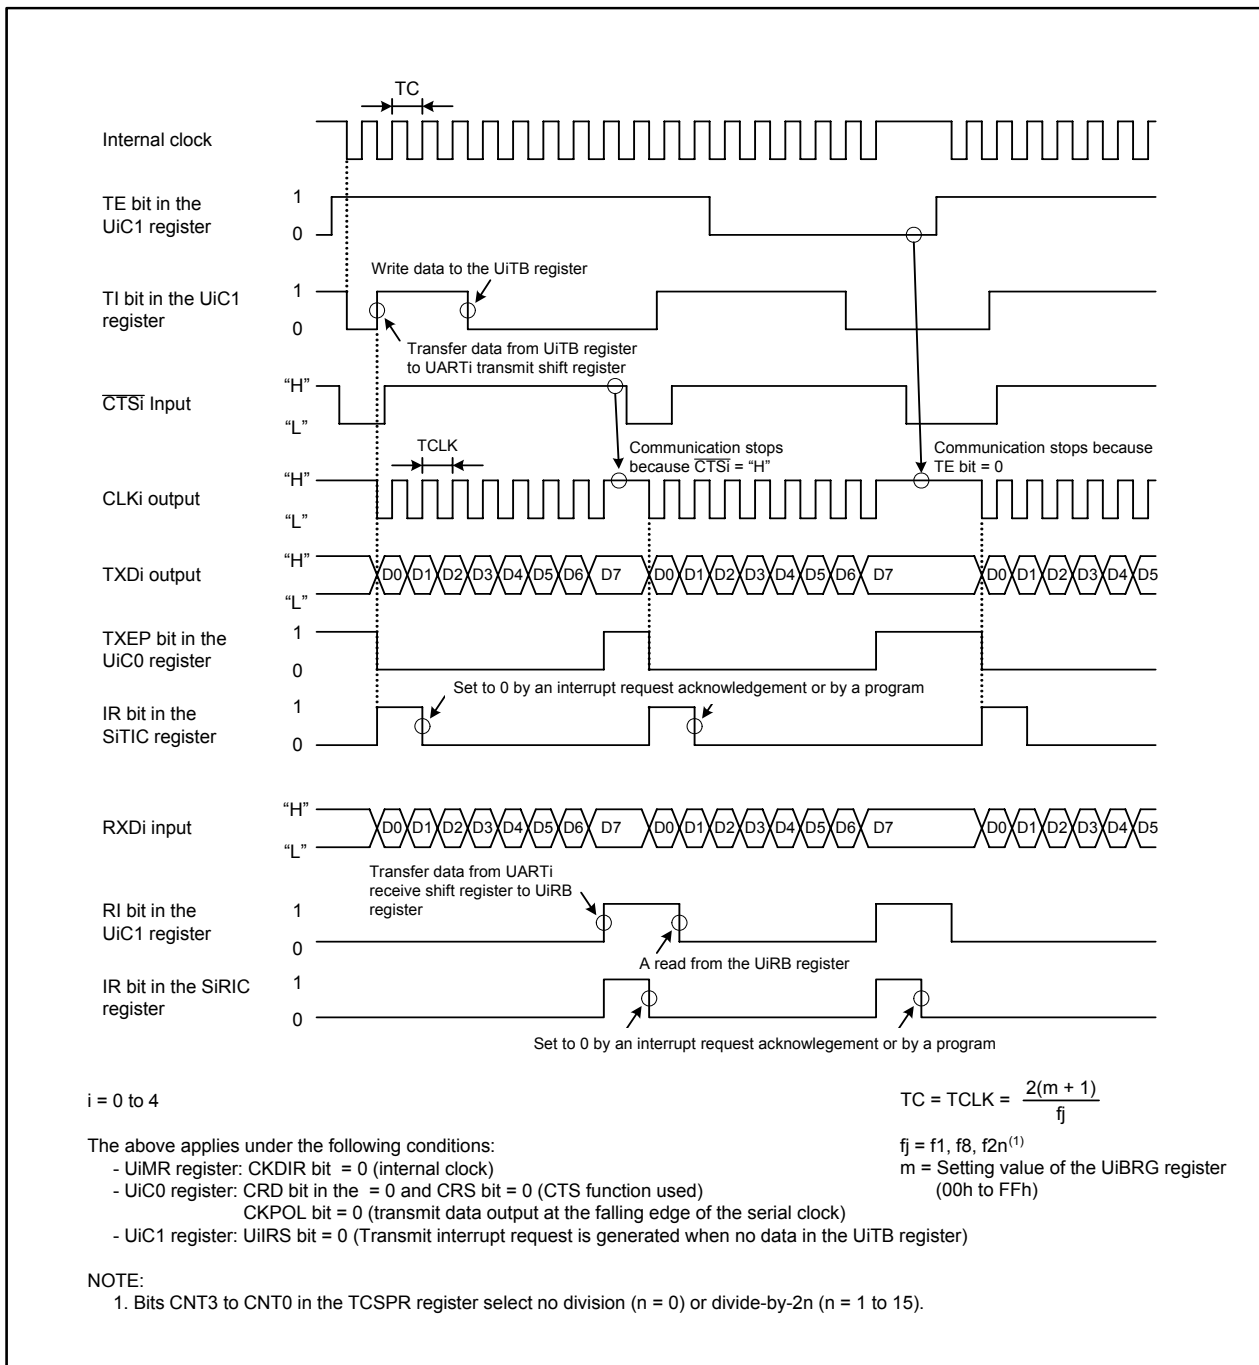 TC
Internal clock
TE bit in the
UiC1 register
1
0
Write data to the UiTB register
TI bit in the UiC1
register
1
0
Transfer data from UiTB register
to UARTi transmit shift register
CTSi Input
“H”
“L”
TCLK
Communication stops
because CTSi = “H”
Communication stops because
TE bit = 0
CLKi output
“H”
“L”
TXDi output
“H”
“L”
D0 D1 D2 D3 D4 D5 D6 D7 D0 D1 D2 D3 D4 D5 D6 D7 D0 D1 D2 D3 D4 D5
TXEP bit in the
UiC0 register
1
0
Set to 0 by an interrupt request acknowledgement or by a program
IR bit in the
SiTIC register
1
0
RXDi input
“H”
“L”
D0 D1 D2 D3 D4 D5 D6 D7 D0 D1 D2 D3 D4 D5 D6 D7 D0 D1 D2 D3 D4 D5
Transfer data from UARTi
receive shift register to UiRB
register
RI bit in the
UiC1 register
1
0
A read from the UiRB register
IR bit in the SiRIC
register
1
0
Set to 0 by an interrupt request acknowlegement or by a program
i = 0 to 4
TC = TCLK = 2(m + 1)
fj
The above applies under the following conditions:
- UiMR register: CKDIR bit = 0 (internal clock)
- UiC0 register: CRD bit in the = 0 and CRS bit = 0 (CTS function used)
CKPOL bit = 0 (transmit data output at the falling edge of the serial clock)
- UiC1 register: UiIRS bit = 0 (Transmit interrupt request is generated when no data in the UiTB register)
fj = f1, f8, f2n(1)
m = Setting value of the UiBRG register
(00h to FFh)
NOTE:
1. Bits CNT3 to CNT0 in the TCSPR register select no division (n = 0) or divide-by-2n (n = 1 to 15).